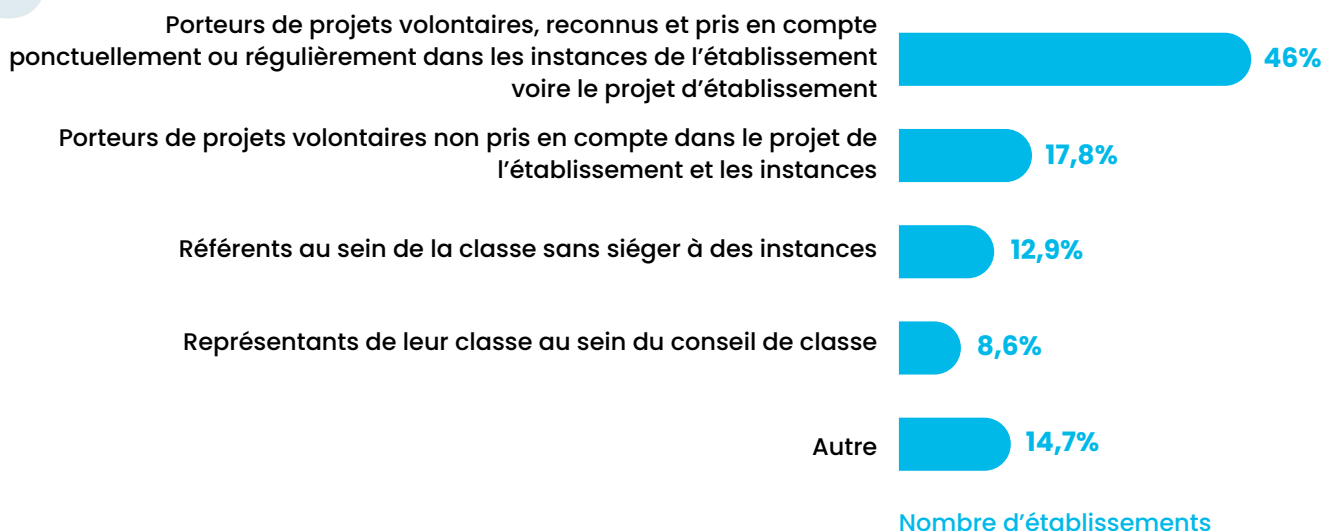 Porteurs de projets volontaires, reconnus et pris en compte
ponctuellement ou régulièrement dans les instances de l’établissement
voire le projet d’établissement
46%
Porteurs de projets volontaires non pris en compte dans le projet de
l’établissement et les instances
17,8%
Référents au sein de la classe sans siéger à des instances
12,9%
Représentants de leur classe au sein du conseil de classe
8,6%
Autre
14,7%
Nombre d’établissements